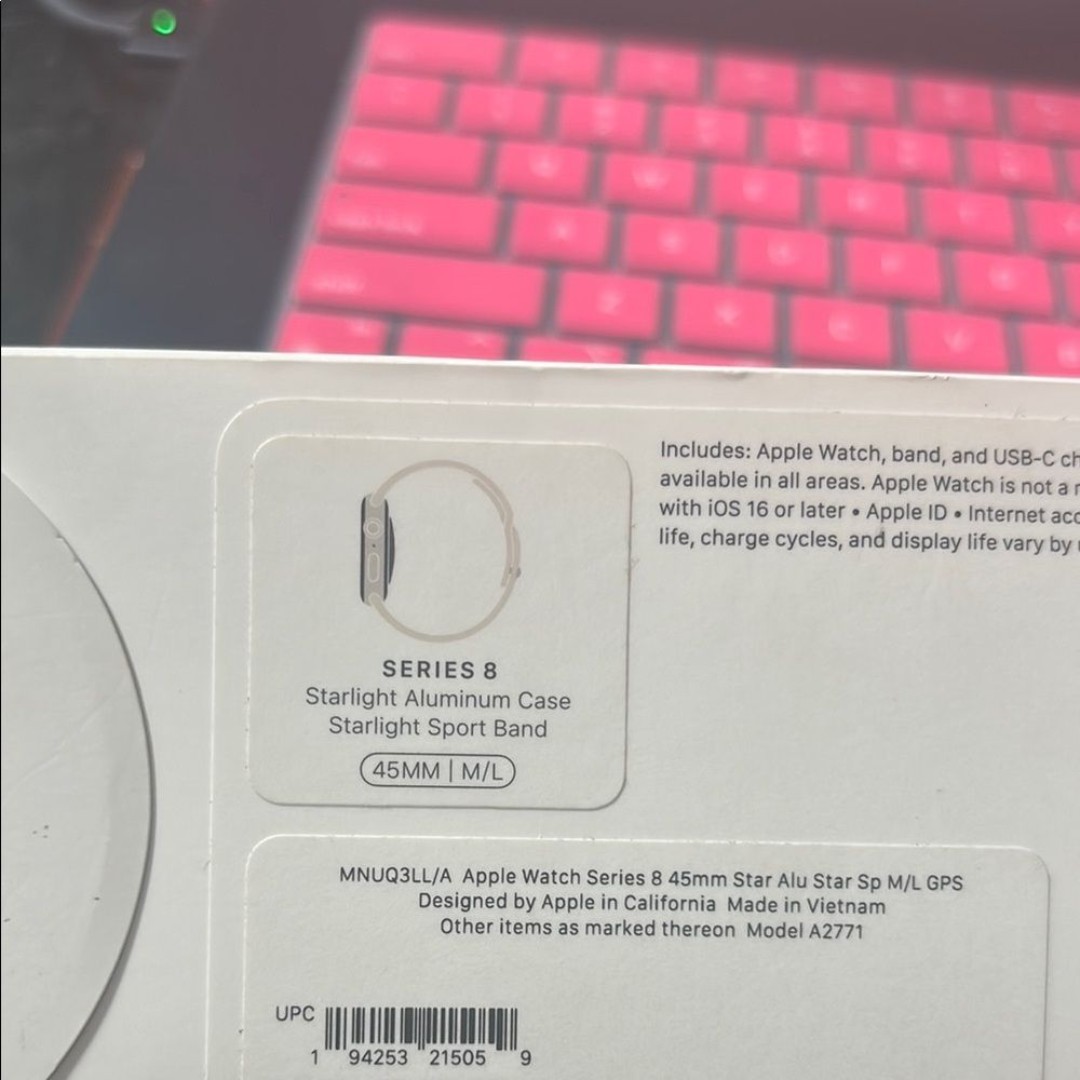 Includes: Apple Watch, band, and USB-C
available in all areas. Apple Watch is not a
with iOS 16 or later • Apple ID • Internet
life, charge cycles, and display life vary by
SERIES 8
Starlight Aluminum Case
Starlight Sport Band
45MM | M/L
MNUQ3LL/A Apple Watch Series 8 45mm Star Alu Star Sp M/L GPS
Designed by Apple in California Made in Vietnam
Other items as marked thereon Model A2771
UPC
1 94253 21505 9